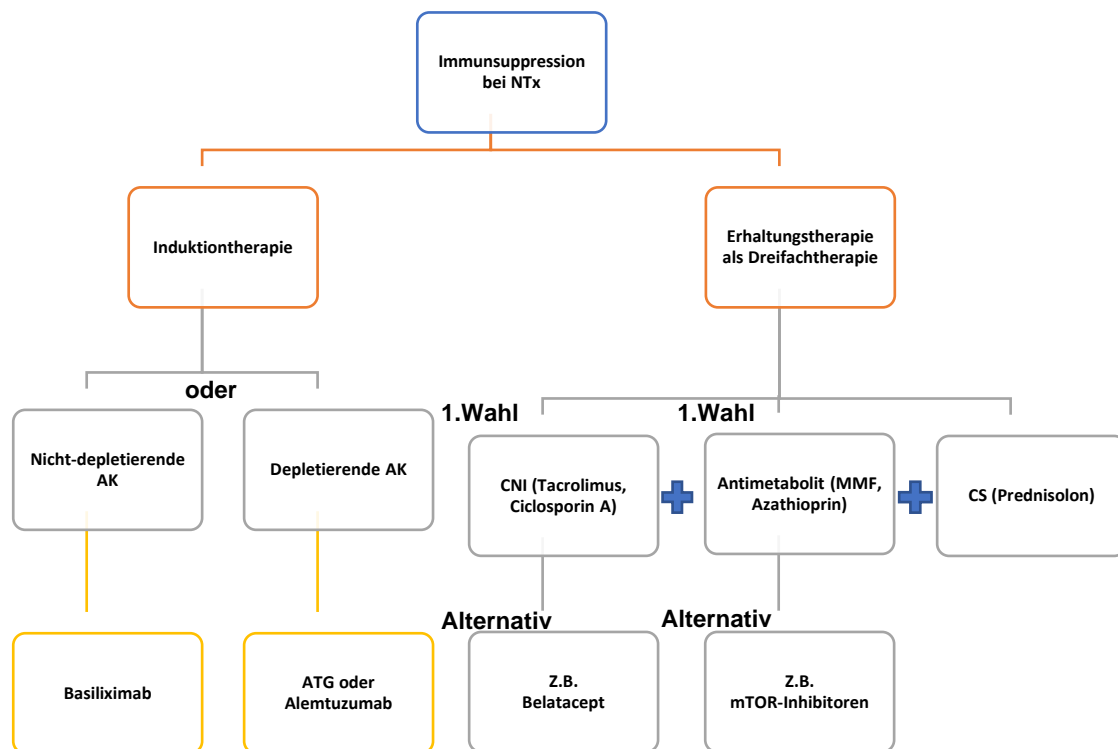 Immunsuppression
bei NTx
Induktiontherapie
Erhaltungstherapie
als Dreifachtherapie
oder
1.Wahl
1.Wahl
Nicht-depletierende
AK
Depletierende AK
CNI (Tacrolimus,
Ciclosporin A)
Antimetabolit (MMF,
Azathioprin)
CS (Prednisolon)
Alternativ
Alternativ
Basiliximab
ATG oder
Alemtuzumab
Z.B.
Belatacept
Z.B.
mTOR-Inhibitoren